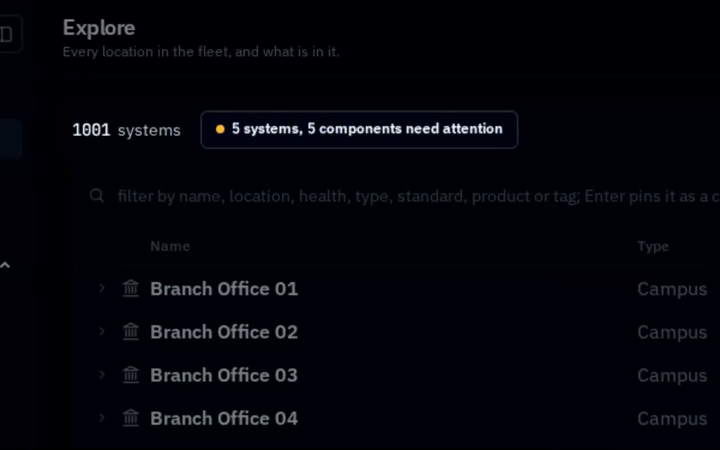 Explore
Every location in the fleet, and what is in it.
1001 systems
5 systems, 5 components need attention
filter by name, location, health, type, standard, product or tag; Enter pins it as a
Name Type
Branch Office 01 Campus
Branch Office 02 Campus
Branch Office 03 Campus
Branch Office 04 Campus